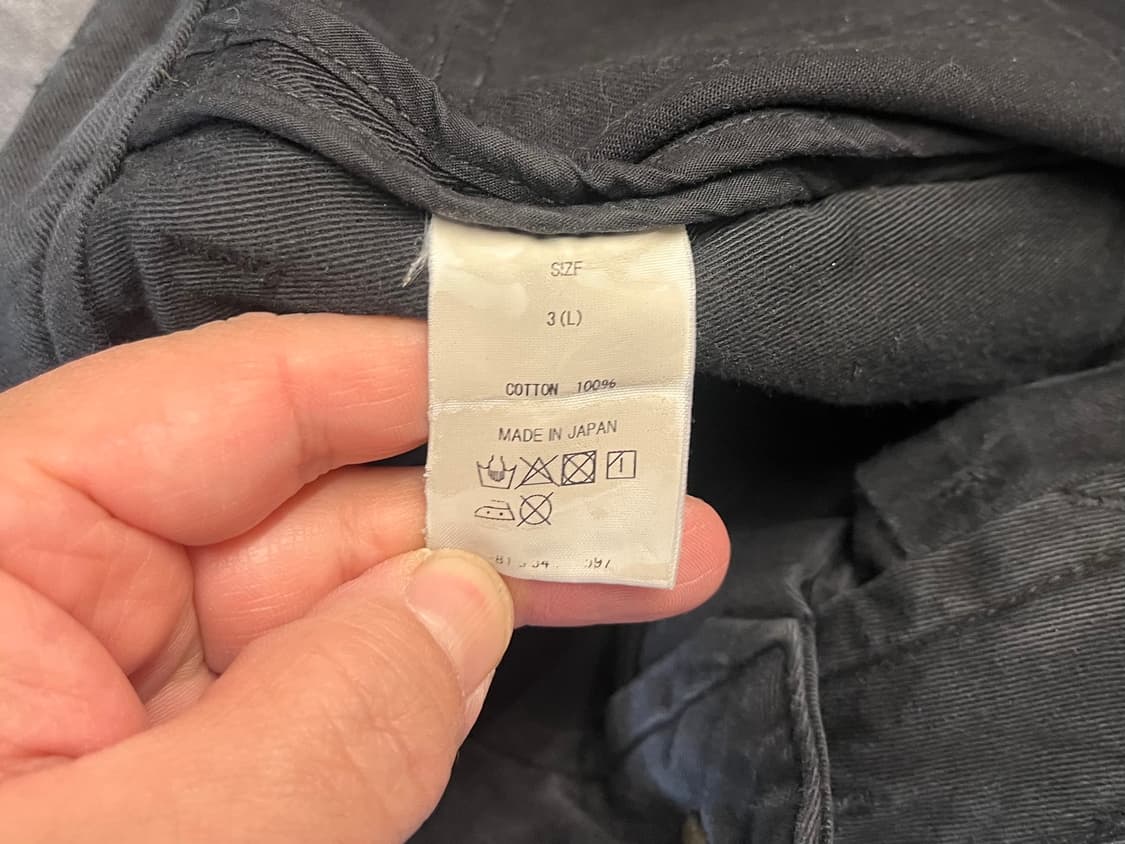 SIZE
3(L)
COTTON 100%
MADE IN JAPAN